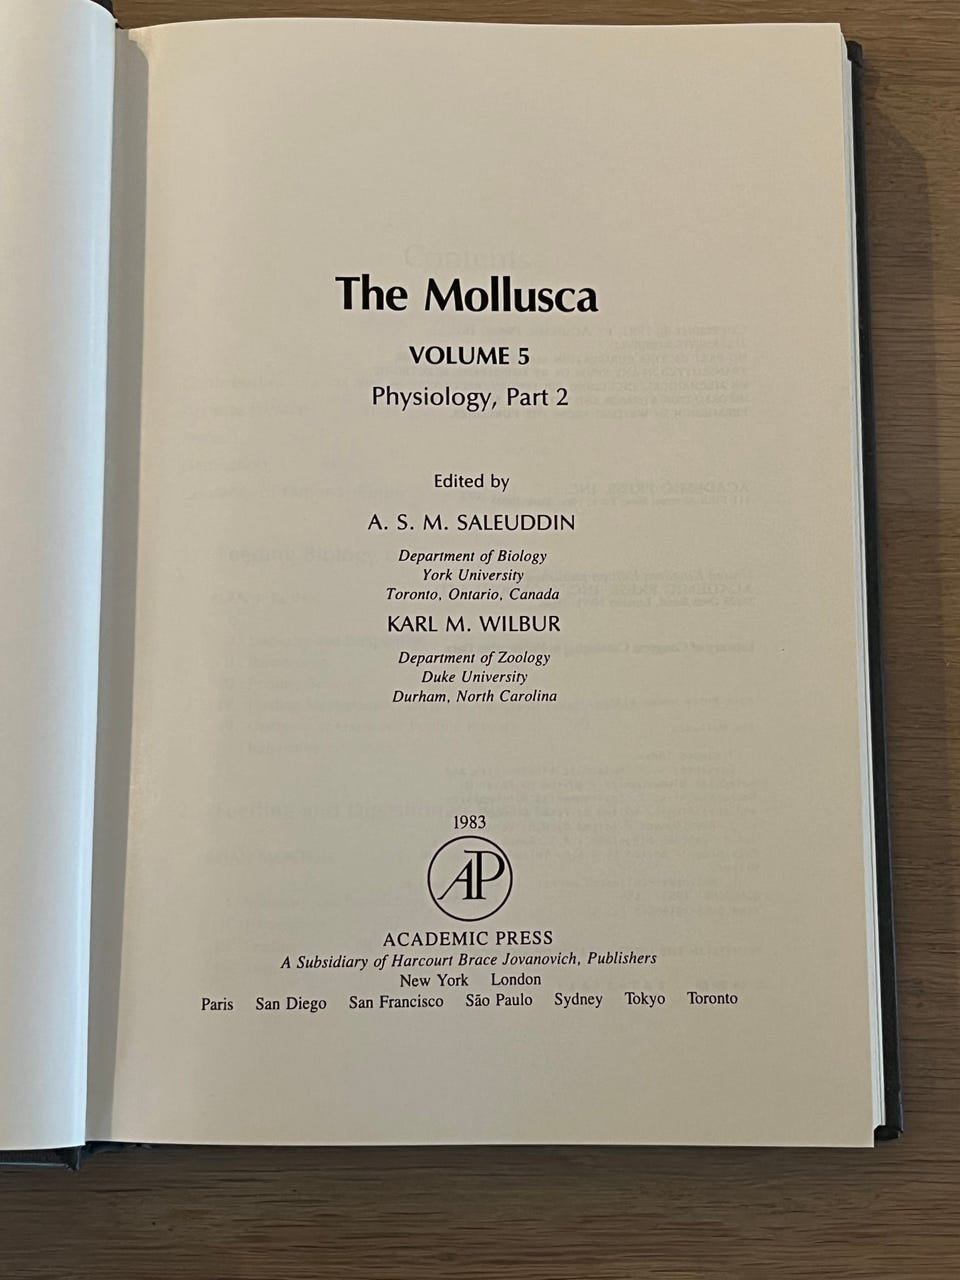 The Mollusca
VOLUME 5
Physiology, Part 2
Edited by
A. S. M. SALEUDDIN
Department of Biology
York University
Toronto, Ontario, Canada
KARL M. WILBUR
Department of Zoology
Duke University
Durham, North Carolina
1983
AP
ACADEMIC PRESS
A Subsidiary of Harcourt Brace Jovanovich, Publishers
New York London
Paris San Diego San Francisco São Paulo Sydney Tokyo Toronto